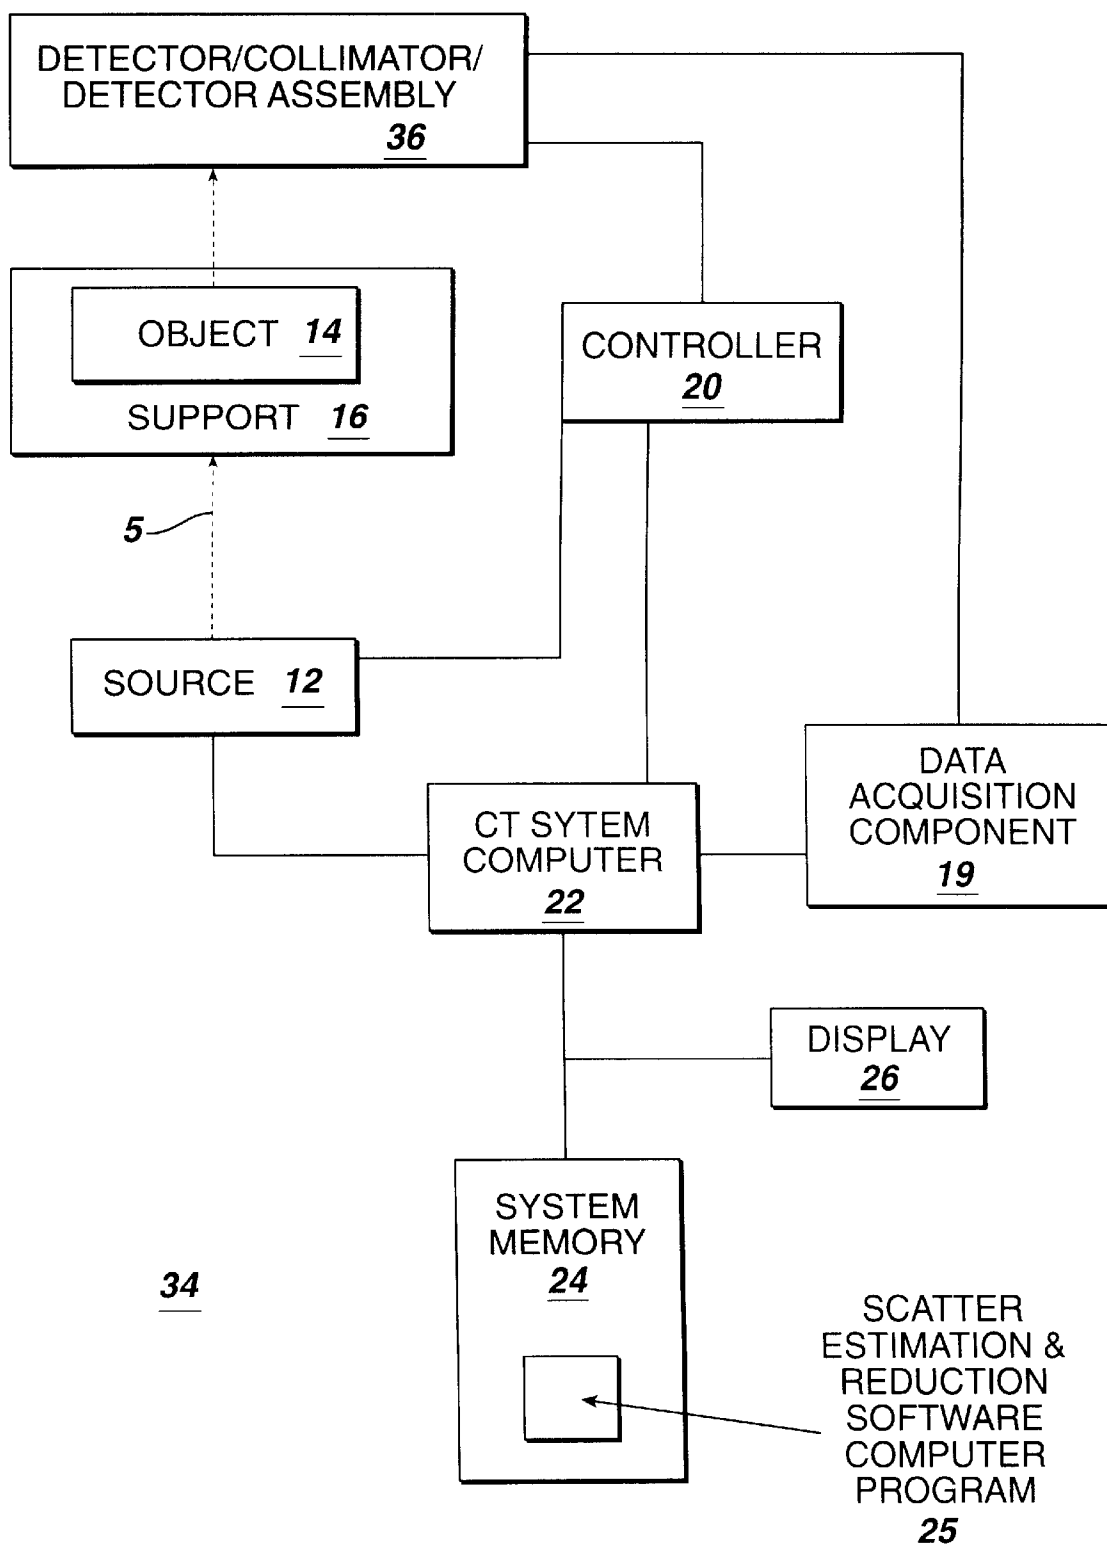 DETECTOR/COLLIMATOR/
DETECTOR ASSEMBLY
36
OBJECT 14
SUPPORT 16
CONTROLLER
20
5
SOURCE 12
DATA
ACQUISITION
COMPONENT
19
CT SYTEM
COMPUTER
22
DISPLAY
26
SYSTEM
MEMORY
24
34
SCATTER
ESTIMATION &
REDUCTION
SOFTWARE
COMPUTER
PROGRAM
25